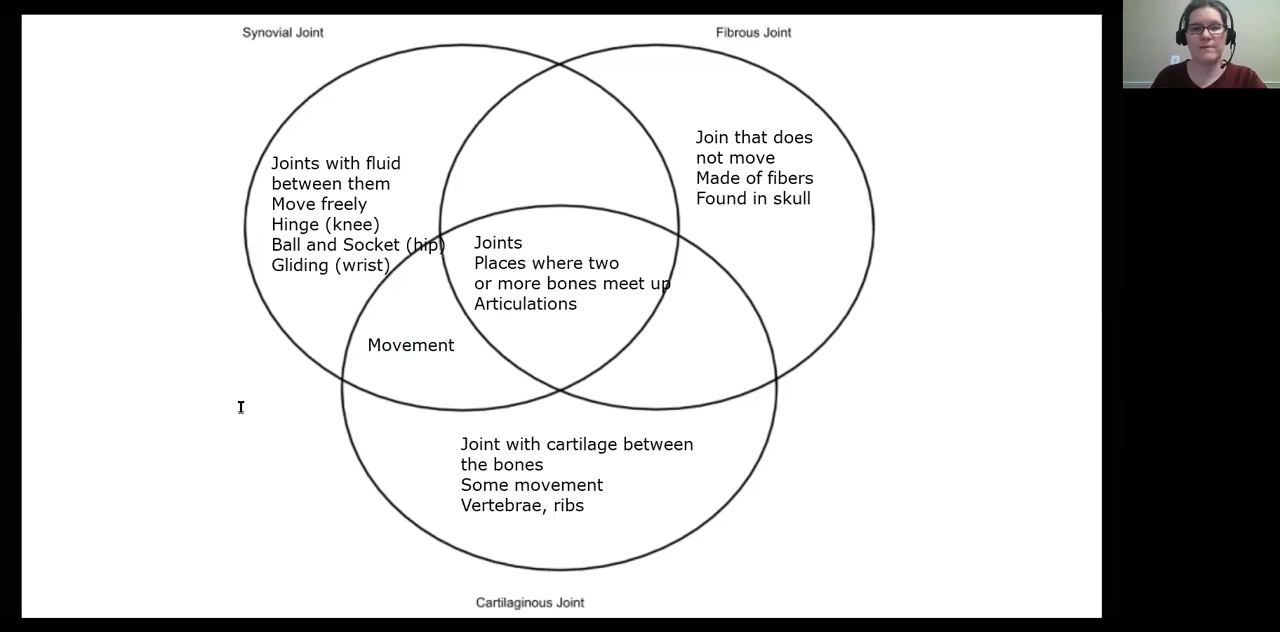 Synovial Joint
Fibrous Joint
Joints with fluid
between them
Move freely
Hinge (knee)
Ball and Socket (hip)
Gliding (wrist)
Join that does
not move
Made of fibers
Found in skull
Joints
Places where two
or more bones meet up
Articulations
Movement
Joint with cartilage between
the bones
Some movement
Vertebrae, ribs
Cartilaginous Joint